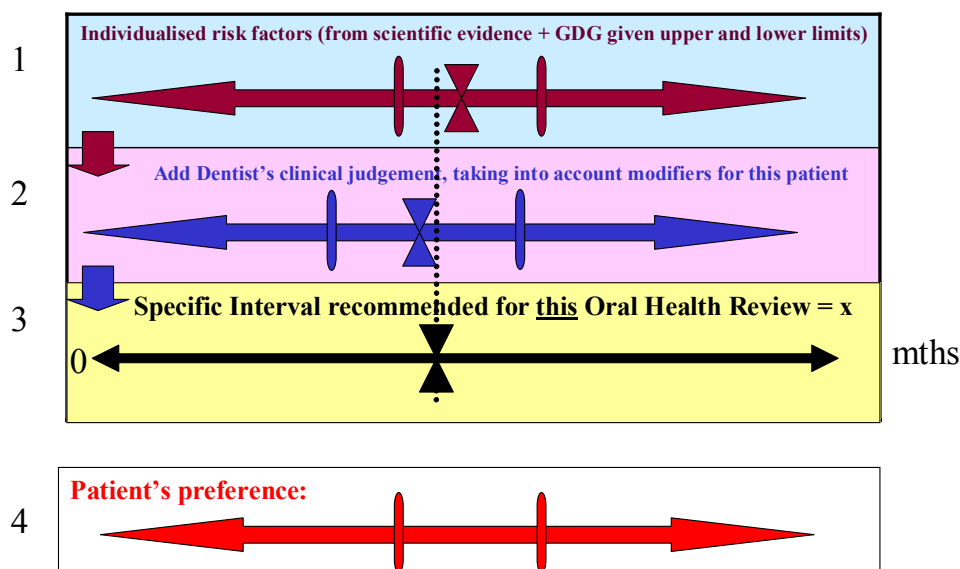 Individualised risk factors (from scientific evidence + GDG given upper and lower limits)
1
Add Dentist's clinical judgement, taking into account modifiers for this patient
2
Specific Interval recommended for this Oral Health Review = x
3
0
mths
Patient's preference:
4